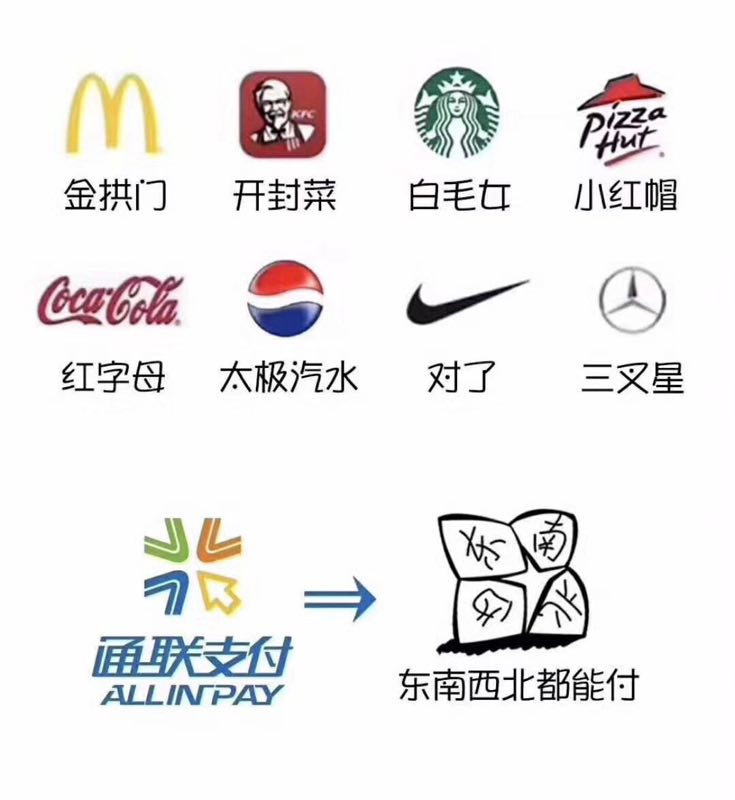 KFC
Pizza Hut
金拱门 开封菜 白毛女 小红帽
Coca-Cola
红字母 太极汽水 对了 三叉星
东 南
西 北
通联支付
ALLINPAY
东南西北都能付